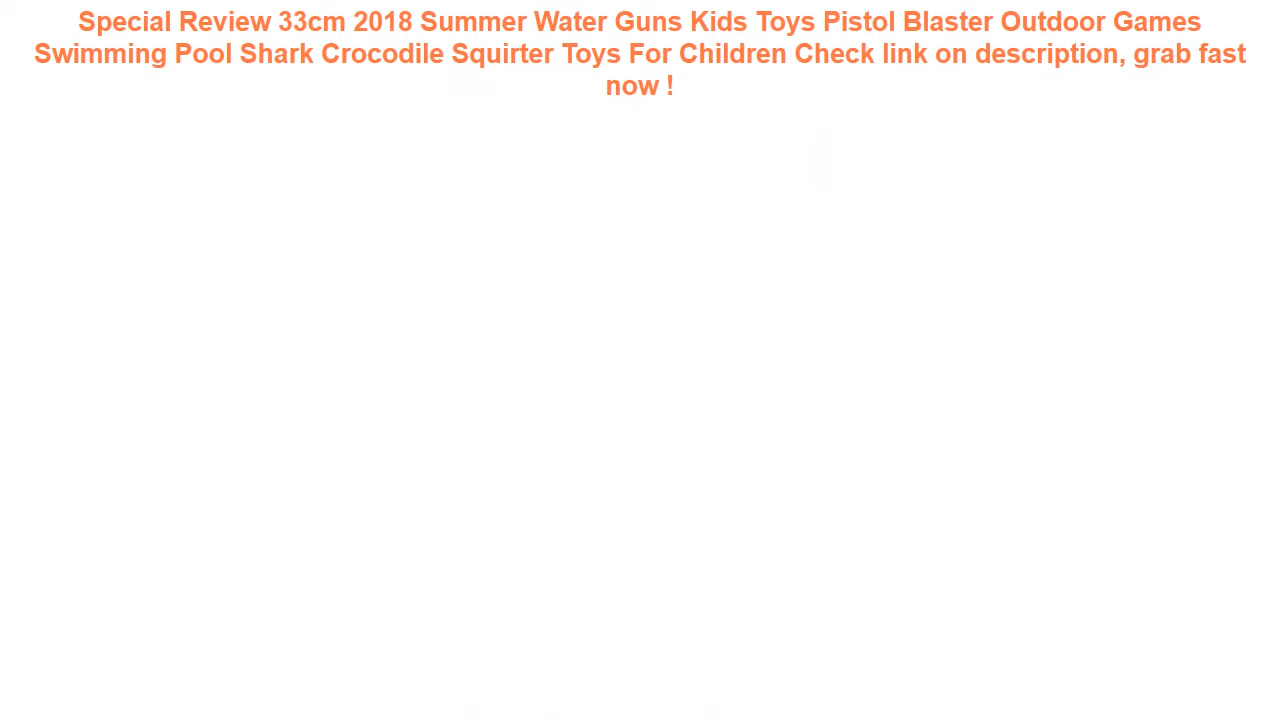 Special Review 33cm 2018 Summer Water Guns Kids Toys Pistol Blaster Outdoor Games
Swimming Pool Shark Crocodile Squirter Toys For Children Check link on description, grab fast
now !